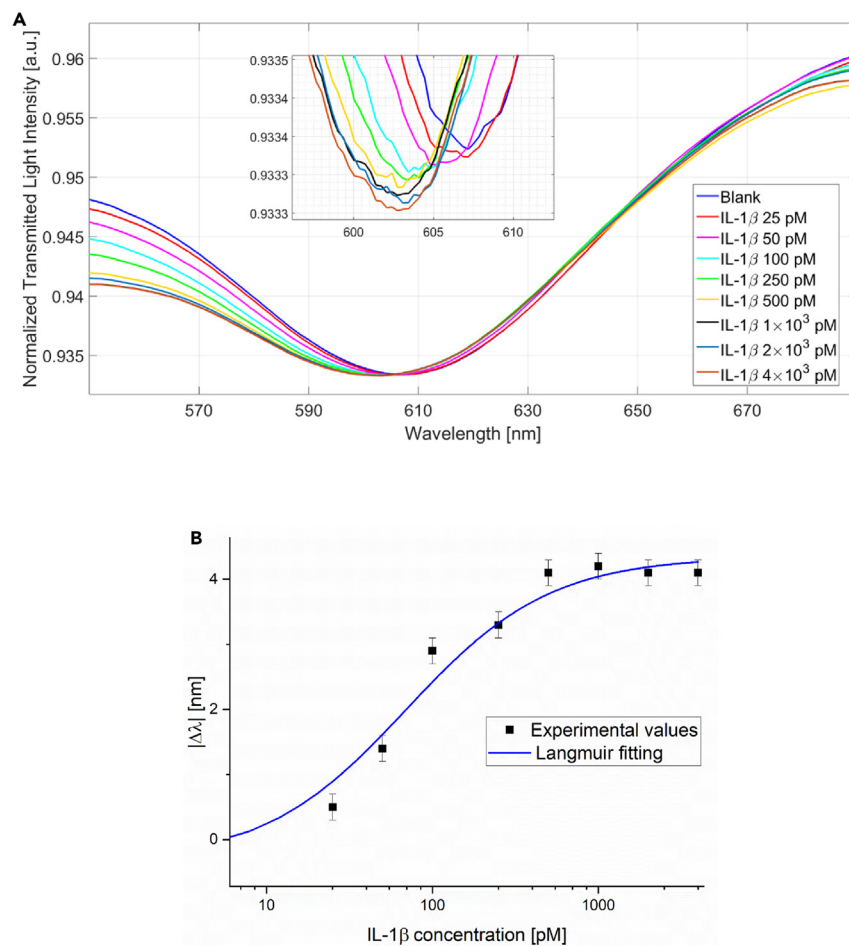 A
Normalized Transmitted Light Intensity [a.u.]
0.96
0.955
0.95
0.945
0.94
0.935
570
590
610
630
650
670
Wavelength [nm]
0.9335
0.9334
0.9334
0.9333
0.9333
600
605
610
Blank
IL-1β 25 pM
IL-1β 50 pM
IL-1β 100 pM
IL-1β 250 pM
IL-1β 500 pM
IL-1β 1×10³ pM
IL-1β 2×10³ pM
IL-1β 4×10³ pM
B
|Δλ| [nm]
4
2
0
10
100
1000
IL-1β concentration [pM]
Experimental values
Langmuir fitting